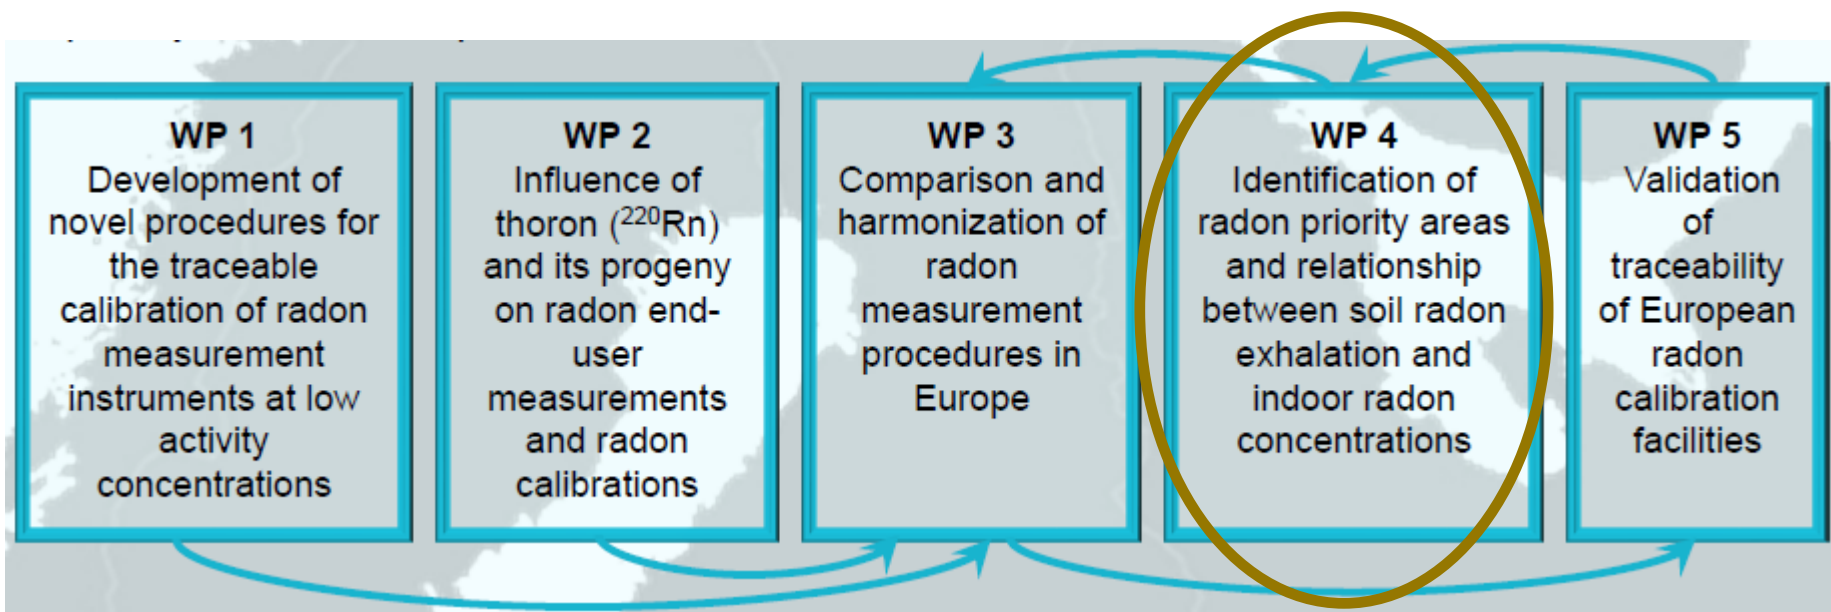 WP 1
Development of
novel procedures for
the traceable
calibration of radon
measurement
instruments at low
activity
concentrations
WP 2
Influence of
thoron (²²⁰Rn)
and its progeny
on radon end-
user
measurements
and radon
calibrations
WP 3
Comparison and
harmonization of
radon
measurement
procedures in
Europe
WP 4
Identification of
radon priority areas
and relationship
between soil radon
exhalation and
indoor radon
concentrations
WP 5
Validation
of
traceability
of European
radon
calibration
facilities